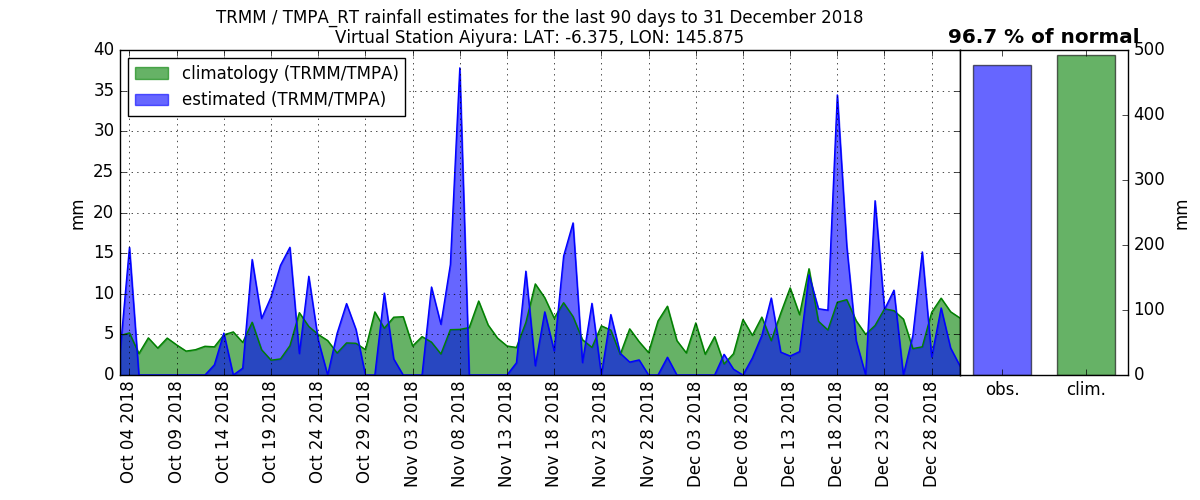 TRMM / TMPA_RT rainfall estimates for the last 90 days to 31 December 2018
Virtual Station Aiyura: LAT: -6.375, LON: 145.875
96.7 % of normal
climatology (TRMM/TMPA)
estimated (TRMM/TMPA)
40
35
30
25
20
15
10
5
0
mm
Oct 04 2018
Oct 09 2018
Oct 14 2018
Oct 19 2018
Oct 24 2018
Oct 29 2018
Nov 03 2018
Nov 08 2018
Nov 13 2018
Nov 18 2018
Nov 23 2018
Nov 28 2018
Dec 03 2018
Dec 08 2018
Dec 13 2018
Dec 18 2018
Dec 23 2018
Dec 28 2018
obs.
clim.
500
400
300
200
100
0
mm